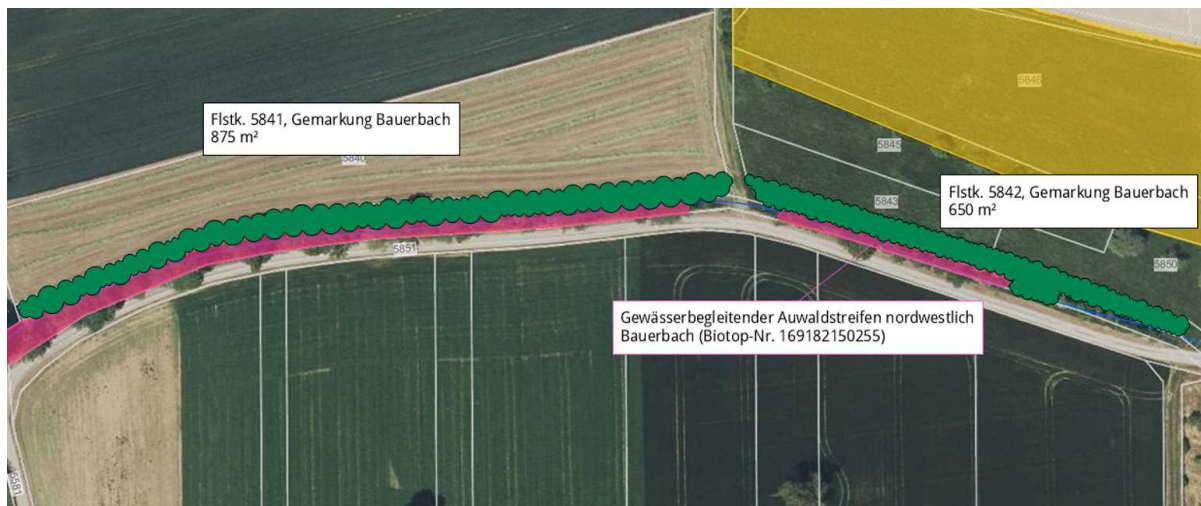 Flstk. 5841, Gemarkung Bauerbach
875 m²
5840
5846
5845
5843
Flstk. 5842, Gemarkung Bauerbach
650 m²
5851
5850
Gewässerbegleitender Auwaldstreifen nordwestlich
Bauerbach (Biotop-Nr. 169182150255)
5581